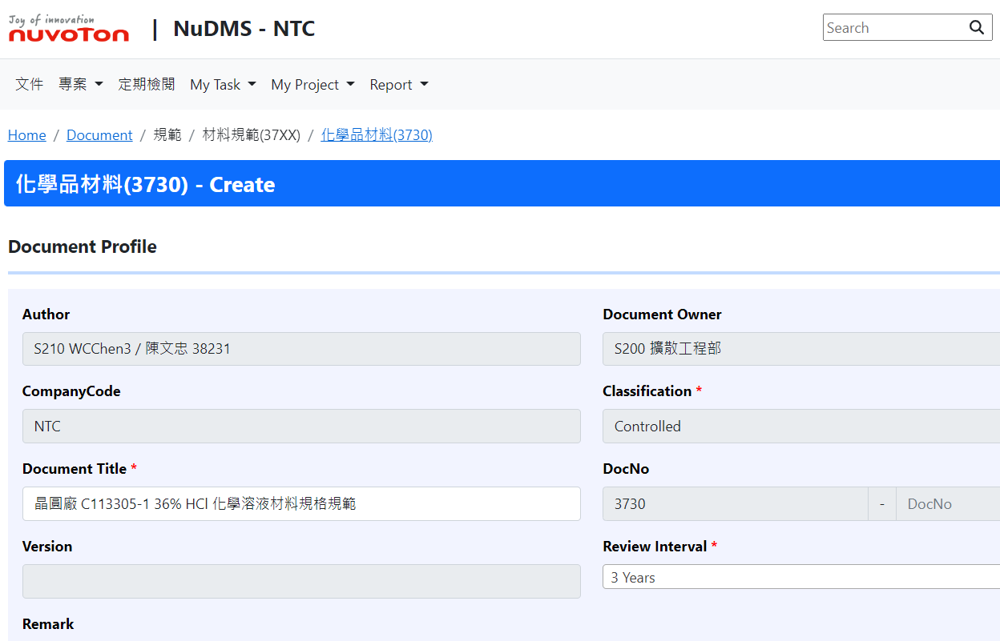 Joy of innovation
nuvoTon | NuDMS - NTC
Search
文件 專案 定期檢閱 My Task My Project Report
Home / Document / 規範 / 材料規範(37XX) / 化學品材料(3730)
化學品材料(3730) - Create
Document Profile
Author Document Owner
S210 WCChen3 / 陳文忠 38231 S200 擴散工程部
CompanyCode Classification *
NTC Controlled
Document Title * DocNo
晶圓廠 C113305-1 36% HCl 化學溶液材料規格規範 3730 - DocNo
Version Review Interval *
3 Years
Remark